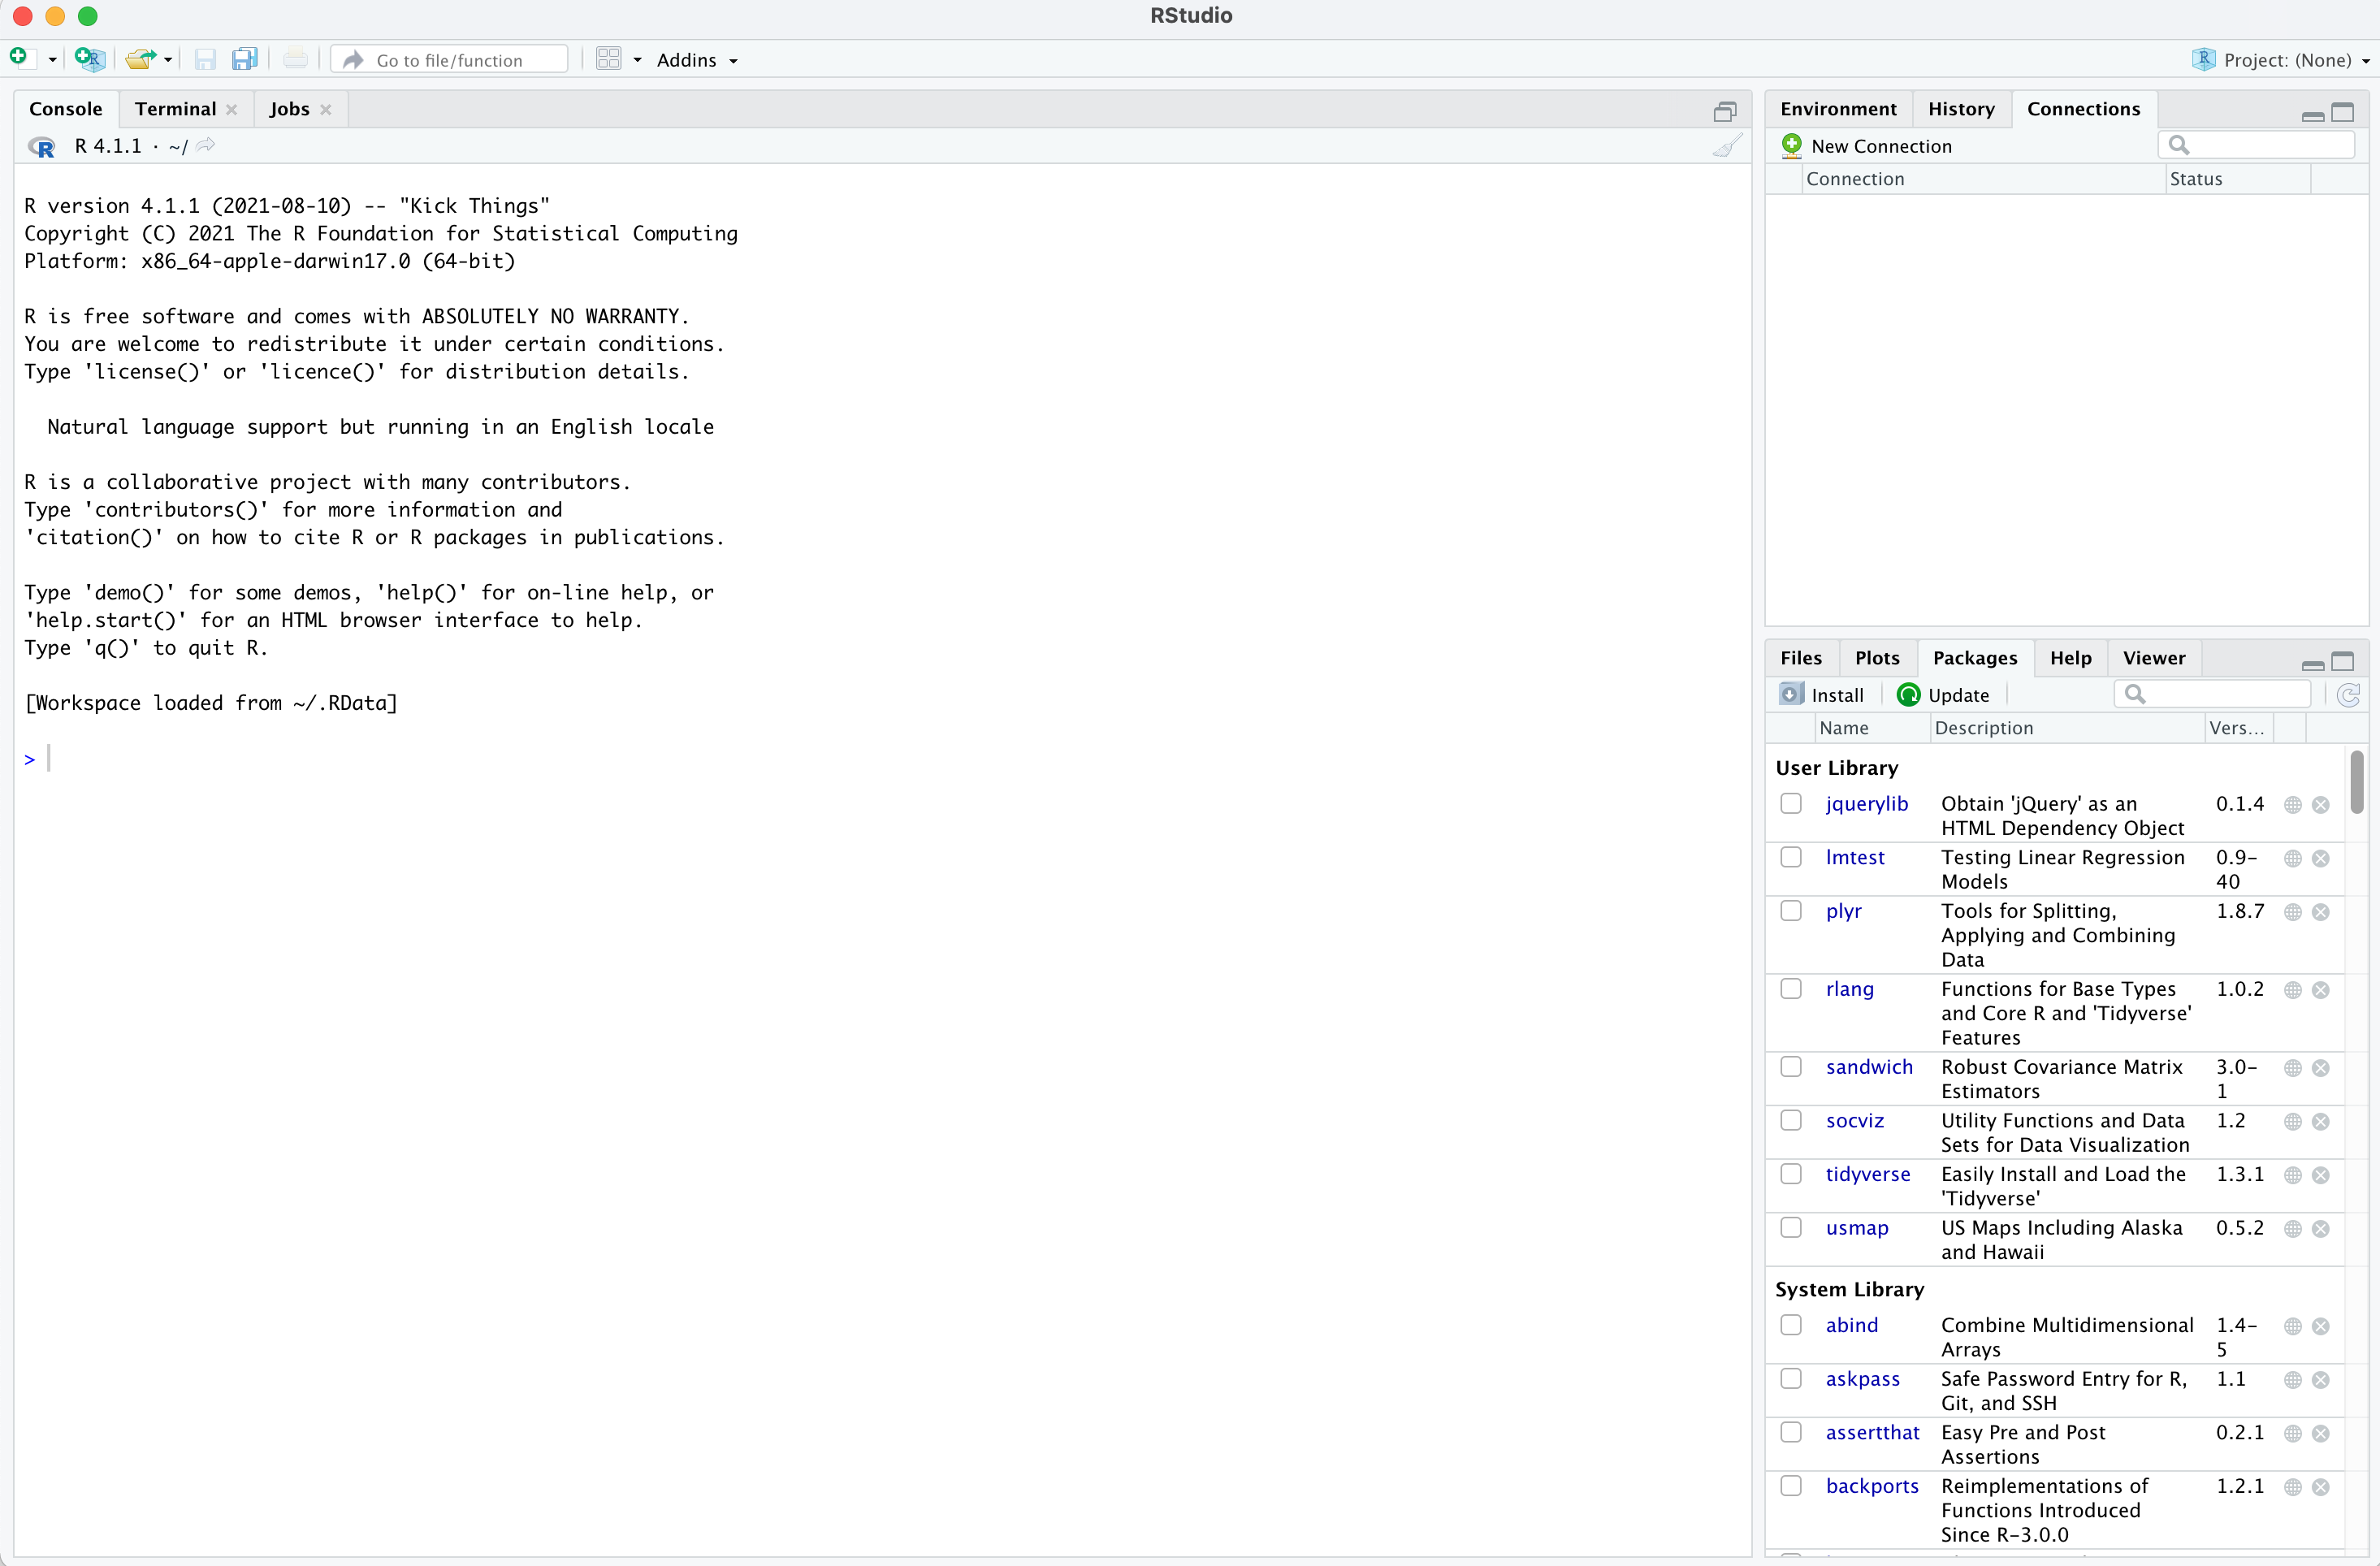 RStudio
Go to file/function
Addins
Project: (None)
Console
Terminal
Jobs
R 4.1.1 · ~/
R version 4.1.1 (2021-08-10) -- "Kick Things"
Copyright (C) 2021 The R Foundation for Statistical Computing
Platform: x86_64-apple-darwin17.0 (64-bit)
R is free software and comes with ABSOLUTELY NO WARRANTY.
You are welcome to redistribute it under certain conditions.
Type 'license()' or 'licence()' for distribution details.
Natural language support but running in an English locale
R is a collaborative project with many contributors.
Type 'contributors()' for more information and
'citation()' on how to cite R or R packages in publications.
Type 'demo()' for some demos, 'help()' for on-line help, or
'help.start()' for an HTML browser interface to help.
Type 'q()' to quit R.
[Workspace loaded from ~/.RData]
>
Environment
History
Connections
New Connection
Connection
Status
Files
Plots
Packages
Help
Viewer
Install
Update
Name
Description
Vers...
User Library
jquerylib
Obtain 'jQuery' as an
HTML Dependency Object
0.1.4
lmtest
Testing Linear Regression
Models
0.9-
40
plyr
Tools for Splitting,
Applying and Combining
Data
1.8.7
rlang
Functions for Base Types
and Core R and 'Tidyverse'
Features
1.0.2
sandwich
Robust Covariance Matrix
Estimators
3.0-
1
socviz
Utility Functions and Data
Sets for Data Visualization
1.2
tidyverse
Easily Install and Load the
'Tidyverse'
1.3.1
usmap
US Maps Including Alaska
and Hawaii
0.5.2
System Library
abind
Combine Multidimensional
Arrays
1.4-
5
askpass
Safe Password Entry for R,
Git, and SSH
1.1
assertthat
Easy Pre and Post
Assertions
0.2.1
backports
Reimplementations of
Functions Introduced
Since R-3.0.0
1.2.1